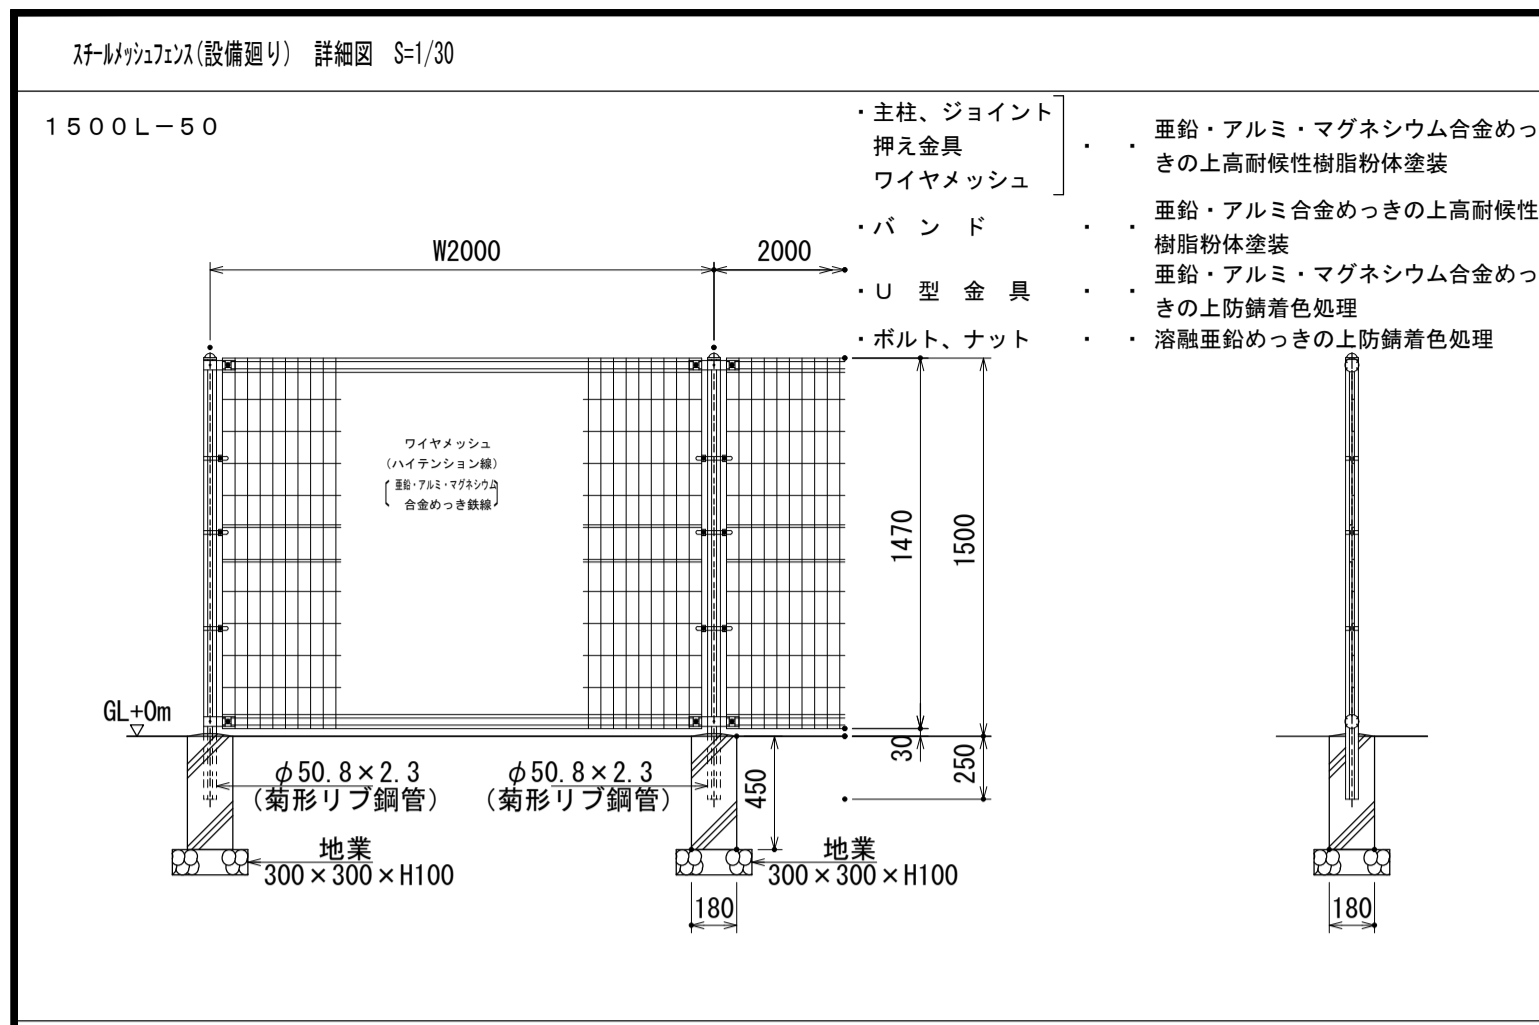 ｽﾁｰﾙﾒｯｼｭﾌｪﾝｽ(設備廻り)　詳細図　S=1/30
１５００Ｌ－５０
・主柱、ジョイント
押え金具
ワイヤメッシュ
・　・　亜鉛・アルミ・マグネシウム合金めっ
きの上高耐候性樹脂粉体塗装
・バ　ン　ド　・　・　亜鉛・アルミ合金めっきの上高耐候性
樹脂粉体塗装
・Ｕ　型　金　具　・　・　亜鉛・アルミ・マグネシウム合金めっ
きの上防錆着色処理
・ボルト、ナット　・　・　溶融亜鉛めっきの上防錆着色処理
W2000
2000
ワイヤメッシュ
(ハイテンション線)
亜鉛・アルミ・マグネシウム
合金めっき鉄線
1470
1500
GL+0m
30
250
450
φ50.8×2.3
(菊形リブ鋼管)
φ50.8×2.3
(菊形リブ鋼管)
地業
300×300×H100
地業
300×300×H100
180
180